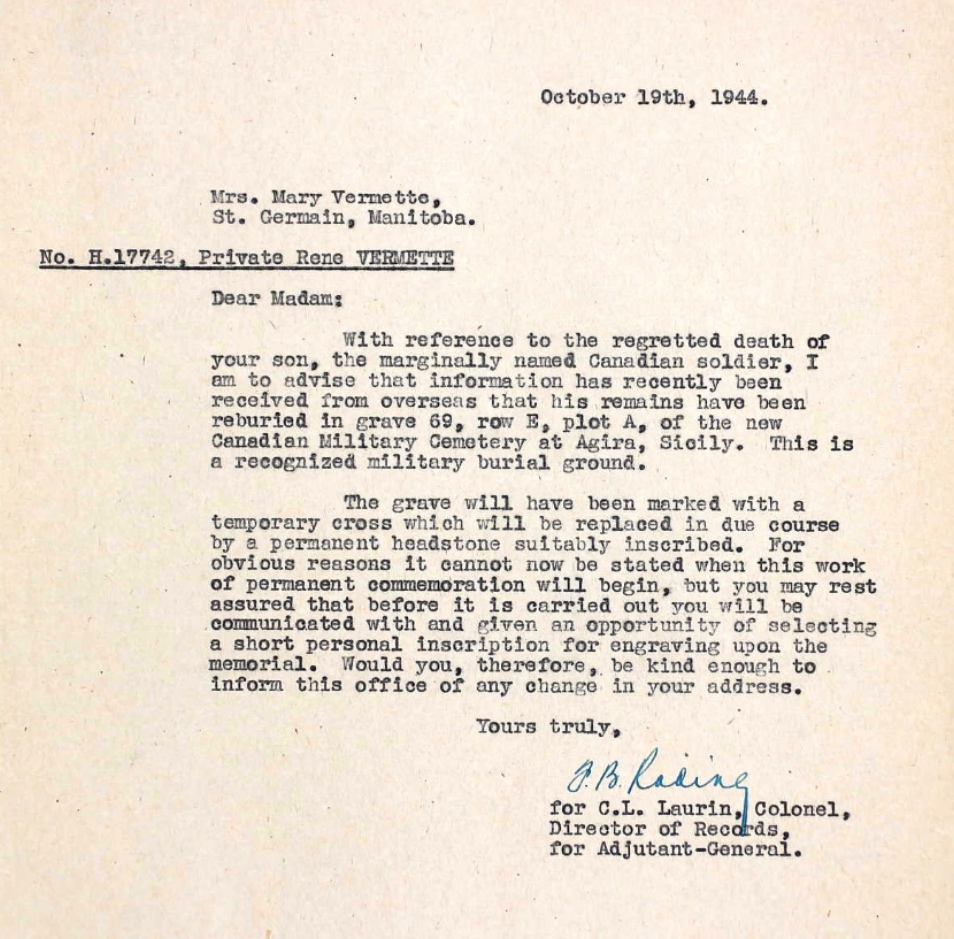 October 19th, 1944.
Mrs. Mary Vermette,
St. Germain, Manitoba.
No. H.17742, Private Rene VERMETTE
Dear Madam:
With reference to the regretted death of
your son, the marginally named Canadian soldier, I
am to advise that information has recently been
received from overseas that his remains have been
reburied in grave 69, row E, plot A, of the new
Canadian Military Cemetery at Agira, Sicily. This is
a recognized military burial ground.
The grave will have been marked with a
temporary cross which will be replaced in due course
by a permanent headstone suitably inscribed. For
obvious reasons it cannot now be stated when this work
of permanent commemoration will begin, but you may rest
assured that before it is carried out you will be
communicated with and given an opportunity of selecting
a short personal inscription for engraving upon the
memorial. Would you, therefore, be kind enough to
inform this office of any change in your address.
Yours truly,
for C.L. Laurin, Colonel,
Director of Records,
for Adjutant-General.